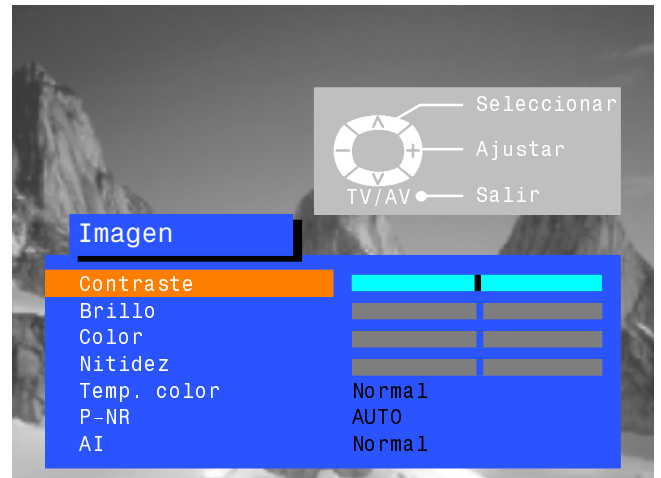 Seleccionar
Ajustar
TV/AV Salir
Imagen
Contraste
Brillo
Color
Nitidez
Temp. color Normal
P-NR AUTO
AI Normal